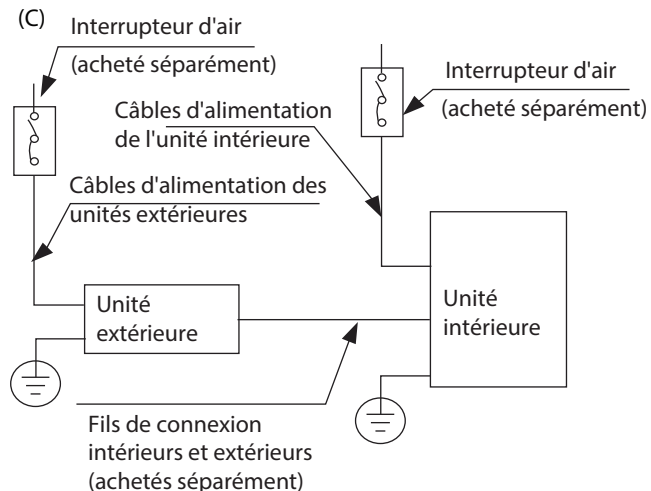 (C)
Interrupteur d'air
(acheté séparément)
Interrupteur d'air
(acheté séparément)
Câbles d'alimentation
de l'unité intérieure
Câbles d'alimentation des
unités extérieures
Unité
extérieure
Unité
intérieure
Fils de connexion
intérieurs et extérieurs
(achetés séparément)